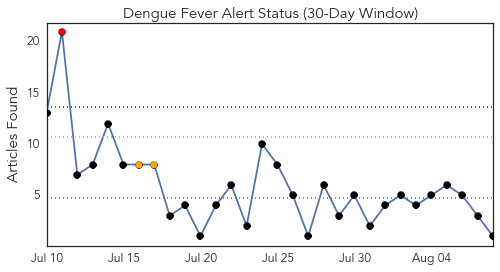 Dengue Fever Alert Status (30-Day Window)
Articles Found
20
15
10
5
Jul 10 Jul 15 Jul 20 Jul 25 Jul 30 Aug 04